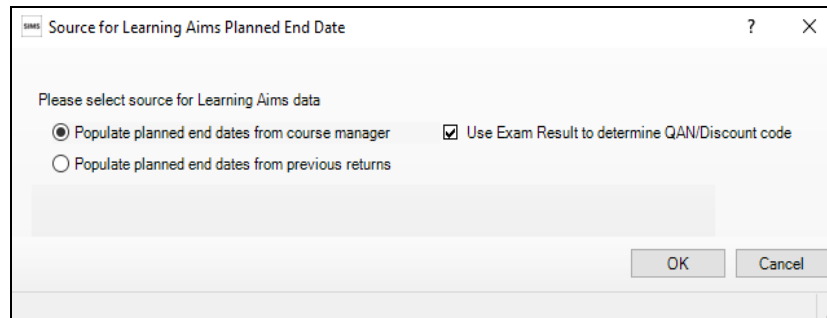 SIMS Source for Learning Aims Planned End Date ?
Please select source for Learning Aims data
Populate planned end dates from course manager Use Exam Result to determine QAN/Discount code
Populate planned end dates from previous returns
OK Cancel